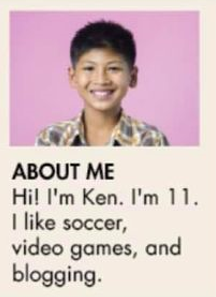 ABOUT ME
Hi! I'm Ken. I'm 11.
I like soccer,
video games, and
blogging.